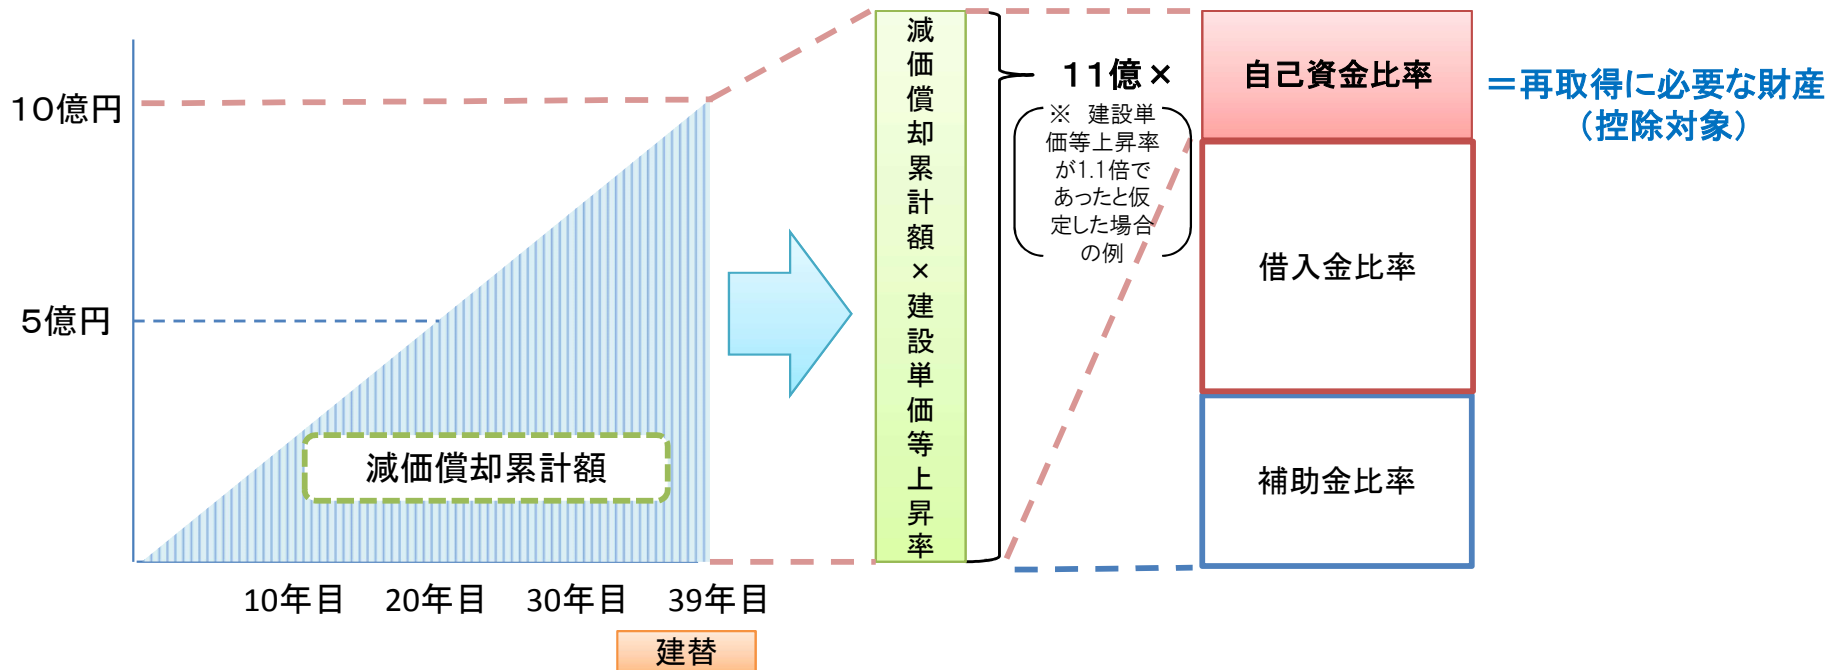 10億円
5億円
減価償却累計額
10年目
20年目
30年目
39年目
建替
減価償却累計額×建設単価等上昇率
11億×
※ 建設単
価等上昇率
が1.1倍で
あったと仮
定した場合
の例
自己資金比率
借入金比率
補助金比率
＝再取得に必要な財産
（控除対象）